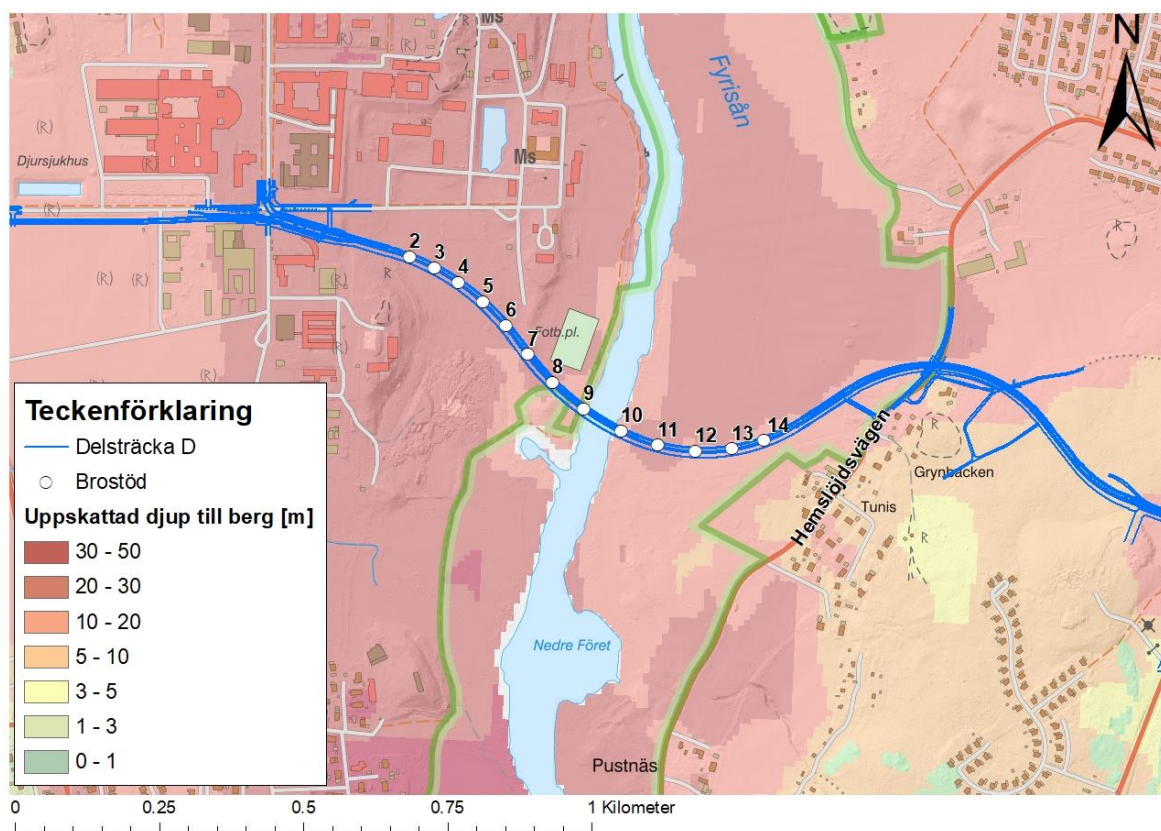 Ms
(R)
(R)
(R)
R
N
Fyrisån
Djursjukhus
(R)
Ms
(R)
(R)
(R)
(R)
R
2
3
4
5
6
Fotb.pl.
7
8
9
10
11
12
13
14
(R)
Hemslöjdsvägen
R
Grynbacken
Tunis
R
Nedre Föret
Pustnäs
Teckenförklaring
Delsträcka D
Brostöd
Uppskattad djup till berg [m]
30 - 50
20 - 30
10 - 20
5 - 10
3 - 5
1 - 3
0 - 1
0 0.25 0.5 0.75 1 Kilometer